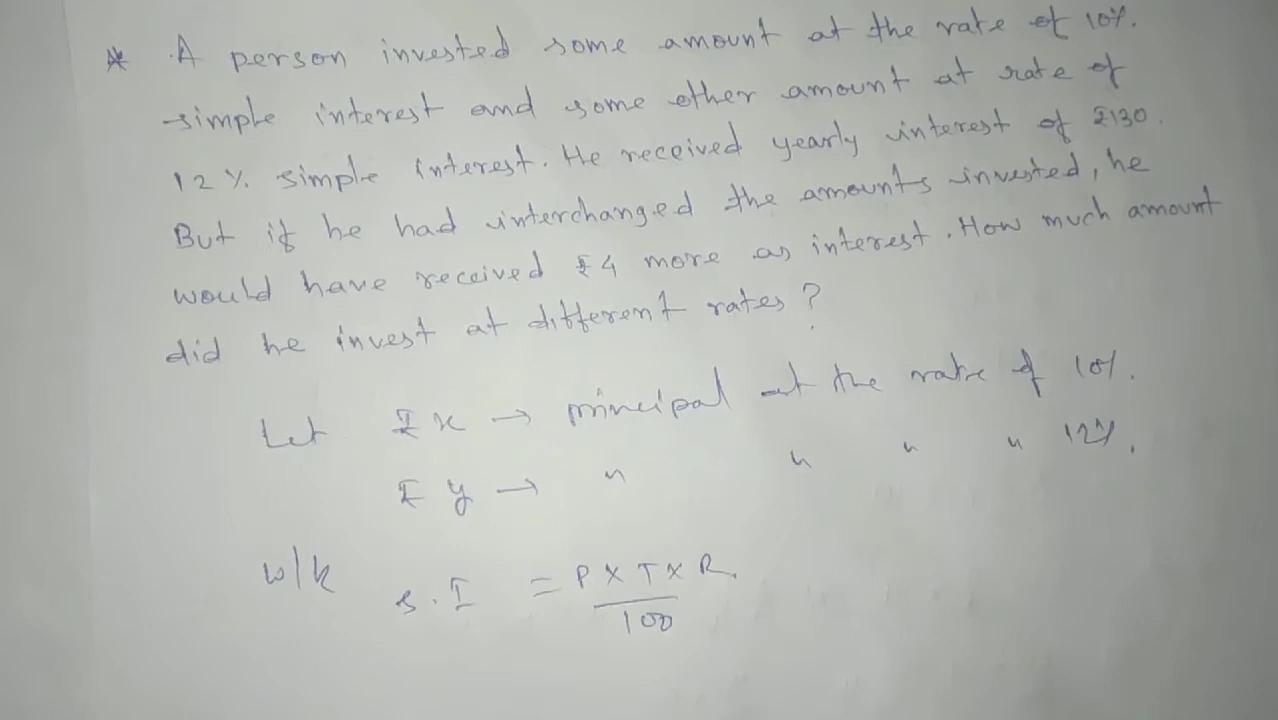 * A person invested some amount at the rate of 10%.
simple interest and some other amount at rate of
12%. simple interest. He received yearly interest of ₹130.
But if he had interchanged the amounts invested, he
would have received ₹4 more as interest. How much amount
did he invest at different rates?
Let ₹x → principal at the rate of 10%.
₹y → " " " " 12%.
w/k S.I = P X T X R
100